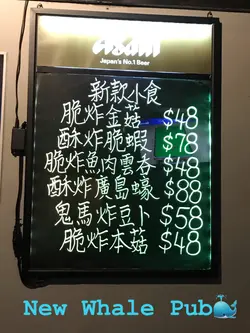 Asahi
Japan's No.1 Beer
新款小食
脆炸金菇 $48
酥炸脆蝦 $78
脆炸魚肉雲吞 $48
酥炸廣島蠔 $88
鬼馬炸豆卜 $58
脆炸本菇 $48
New Whale Pub🐳